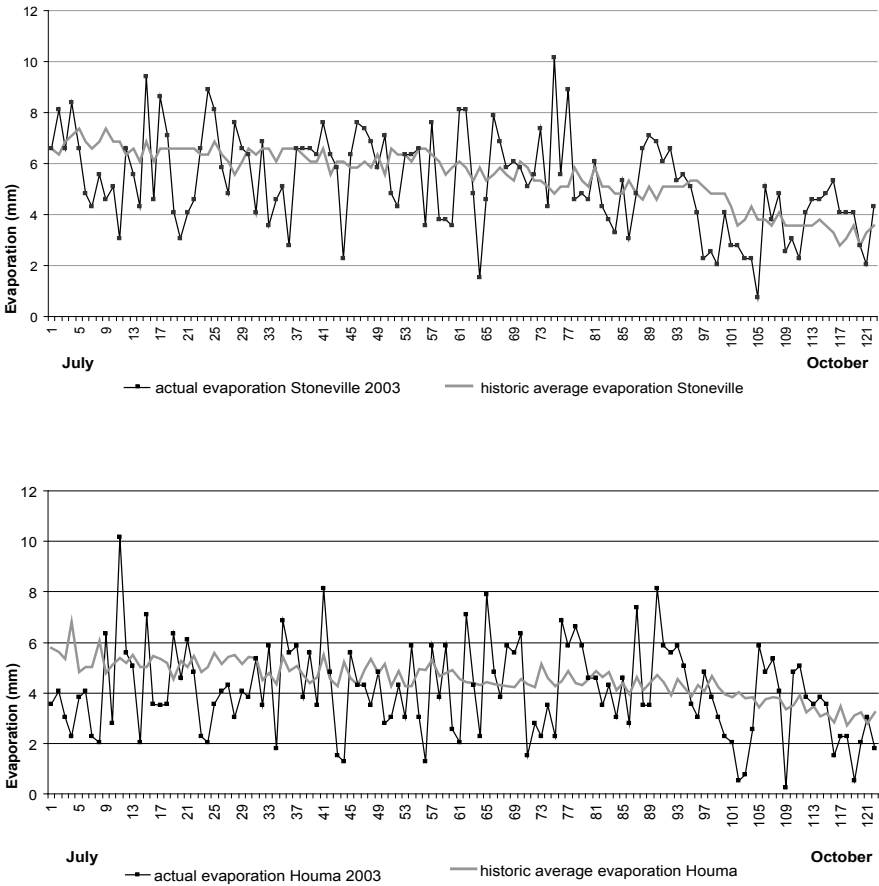 12
10
8
6
4
2
0
Evaporation (mm)
1 5 9 13 17 21 25 29 33 37 41 45 49 53 57 61 65 69 73 77 81 85 89 93 97 101 105 109 113 117 121
July October
actual evaporation Stoneville 2003 historic average evaporation Stoneville
12
10
8
6
4
2
0
Evaporation (mm)
1 5 9 13 17 21 25 29 33 37 41 45 49 53 57 61 65 69 73 77 81 85 89 93 97 101 105 109 113 117 121
July October
actual evaporation Houma 2003 historic average evaporation Houma